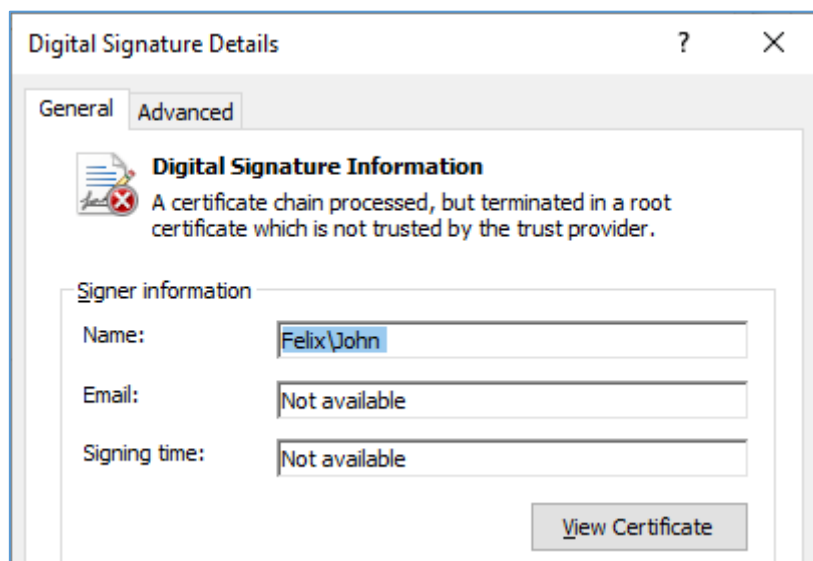 Digital Signature Details ? X
General Advanced
Digital Signature Information
A certificate chain processed, but terminated in a root
certificate which is not trusted by the trust provider.
Signer information
Name: Felix\John
Email: Not available
Signing time: Not available
View Certificate